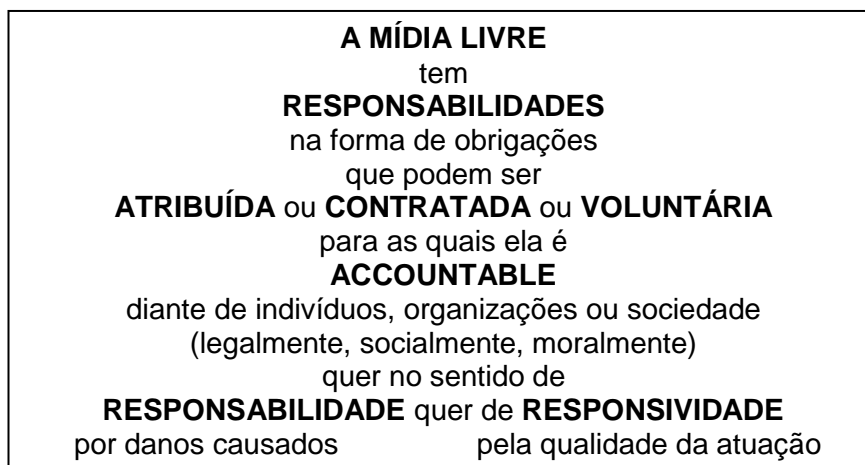 A MÍDIA LIVRE
tem
RESPONSABILIDADES
na forma de obrigações
que podem ser
ATRIBUÍDA ou CONTRATADA ou VOLUNTÁRIA
para as quais ela é
ACCOUNTABLE
diante de indivíduos, organizações ou sociedade
(legalmente, socialmente, moralmente)
quer no sentido de
RESPONSABILIDADE quer de RESPONSIVIDADE
por danos causados pela qualidade da atuação